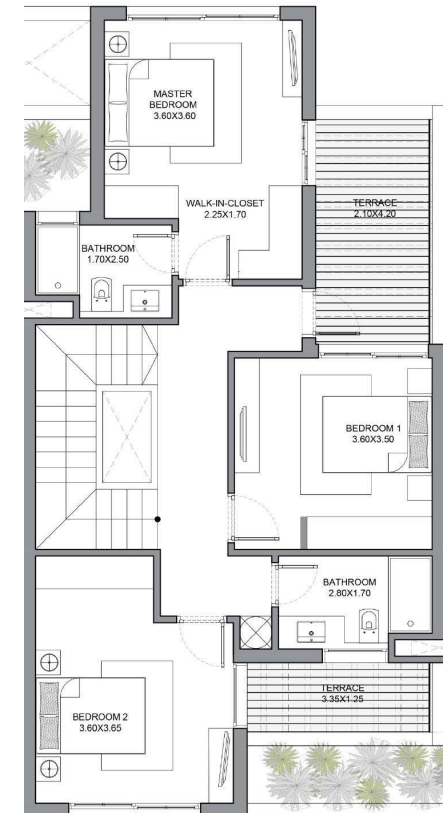 MASTER
BEDROOM
3.60X3.60
WALK-IN-CLOSET
2.25X1.70
TERRACE
2.10X4.20
BATHROOM
1.70X2.50
BEDROOM 1
3.60X3.50
BATHROOM
2.80X1.70
TERRACE
3.35X1.25
BEDROOM 2
3.60X3.65